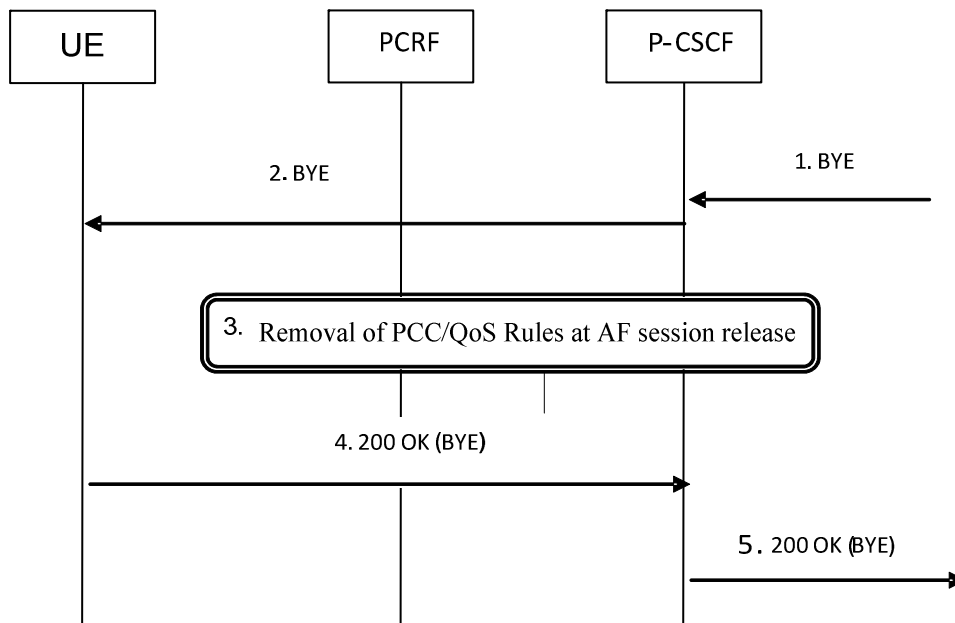 UE
PCRF
P-CSCF
1. BYE
2. BYE
3. Removal of PCC/QoS Rules at AF session release
4. 200 OK (BYE)
5. 200 OK (BYE)